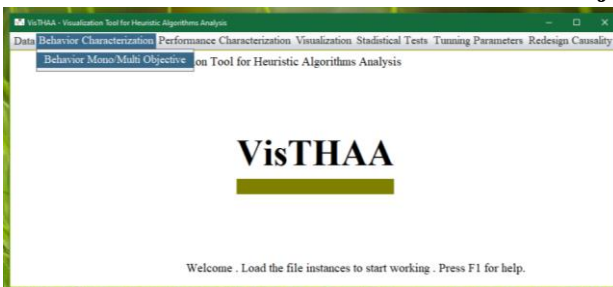 VisTHAA - Visualization Tool for Heuristic Algorithms Analysis
Data Behavior Characterization Performance Characterization Visualization Stadistical Tests Tunning Parameters Redesign Causality
Behavior Mono/Multi Objective on Tool for Heuristic Algorithms Analysis
VisTHAA
Welcome . Load the file instances to start working . Press F1 for help.